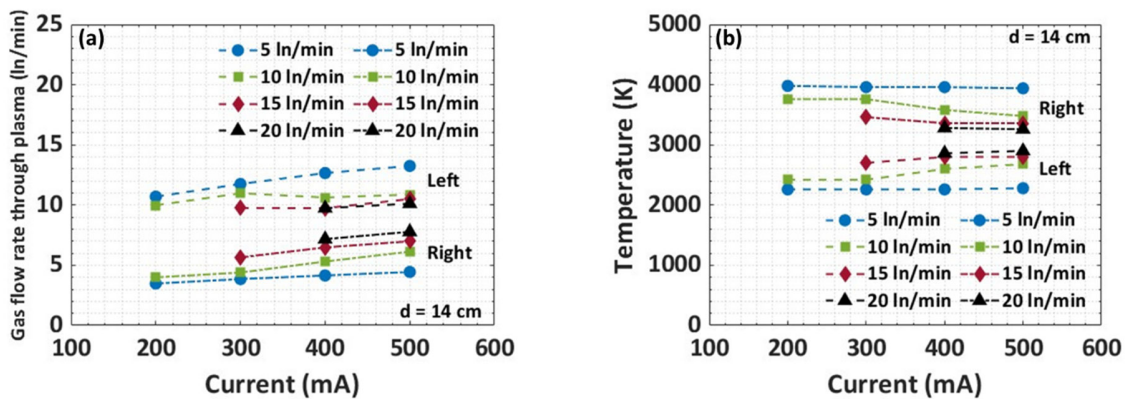 Gas flow rate through plasma (ln/min)
25
20
15
10
5
0
(a)
5 ln/min 5 ln/min
10 ln/min 10 ln/min
15 ln/min 15 ln/min
20 ln/min 20 ln/min
Left
Right
d = 14 cm
100 200 300 400 500 600
Current (mA)
Temperature (K)
5000
4000
3000
2000
1000
0
(b)
d = 14 cm
Right
Left
5 ln/min 5 ln/min
10 ln/min 10 ln/min
15 ln/min 15 ln/min
20 ln/min 20 ln/min
100 200 300 400 500 600
Current (mA)